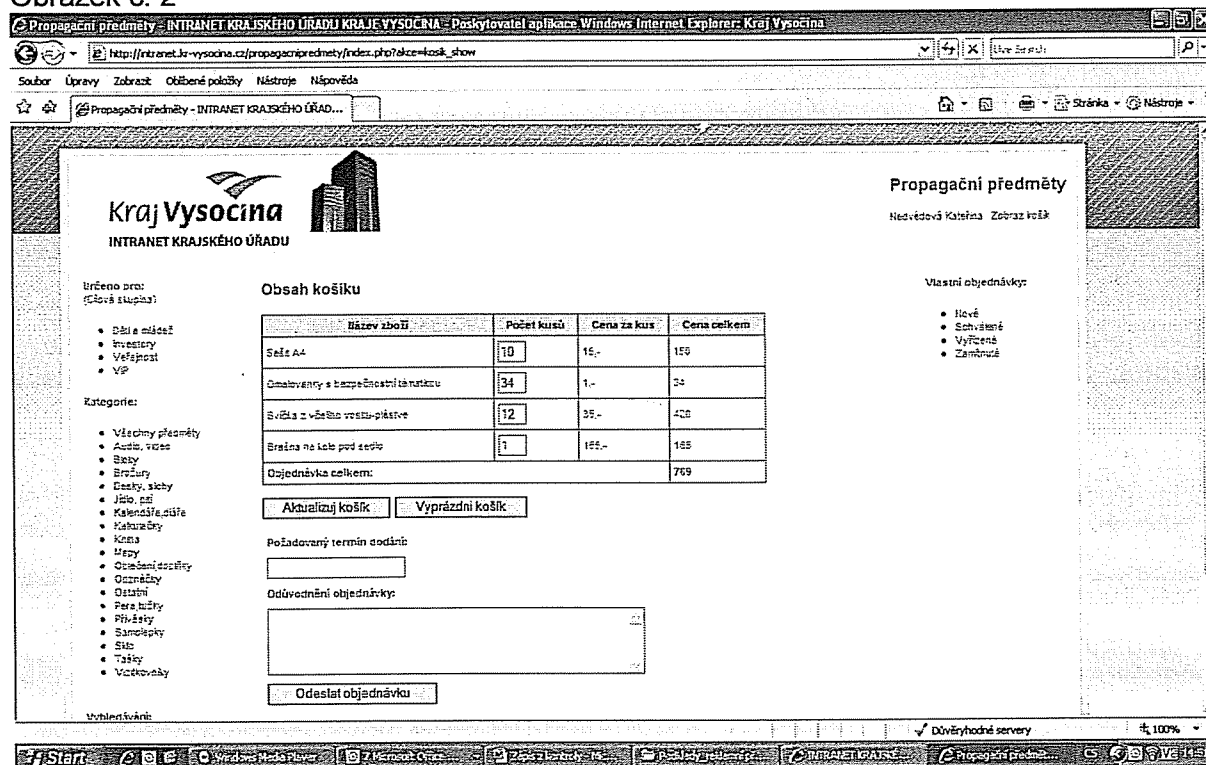 Obrázek č. 2
Propagační předměty - INTRANET KRAJSKÉHO ÚŘADU KRAJE VYSOČINA - Poskytovatel aplikace Windows Internet Explorer: Kraj Vysočina
http://intranet.kr-vysocina.cz/propagacnipredmety/index.php?akce=kosik_show
Live Search
Soubor Úpravy Zobrazit Oblíbené položky Nástroje Nápověda
Propagační předměty - INTRANET KRAJSKÉHO ÚŘAD...
Stránka Nástroje
Kraj Vysočina
INTRANET KRAJSKÉHO ÚŘADU
Propagační předměty
Nedvědová Kateřina Zobraz košík
Určeno pro:
(Cílová skupina)
Děti a mládež
Investory
Veřejnost
VIP
Kategorie:
Všechny předměty
Audio, video
Bloky
Brožury
Desky, slohy
Jídlo, pití
Kalendáře, diáře
Kalkulačky
Kniha
Mapy
Oblečení, doplňky
Odznáčky
Ostatní
Pera, tužky
Přívěsky
Samolepky
Sklo
Tašky
Vizitkovníky
Vyhledávání:
Obsah košíku
Název zboží Počet kusů Cena za kus Cena celkem
Sešit A4 10 15,- 150
Omalovánky s bezpečnostní tématikou 34 1,- 34
Svíčka z včelího vosku-plástve 12 35,- 420
Brašna na kolo pod sedlo 1 165,- 165
Objednávka celkem: 769
Aktualizuj košík Vyprázdni košík
Požadovaný termín dodání:
Odůvodnění objednávky:
Odeslat objednávku
Vlastní objednávky:
Nové
Schválené
Vyřízené
Zamítnuté
Důvěryhodné servery 100%
Start Windows Media Player Propagační předmě...